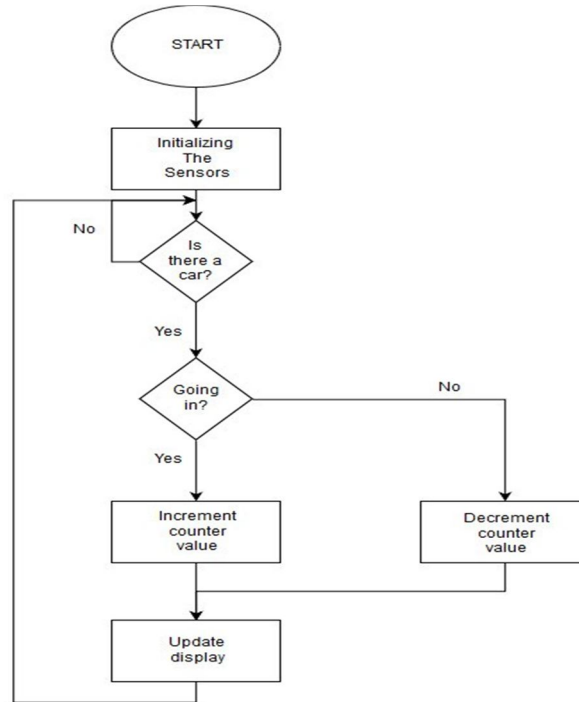 START
Initializing
The
Sensors
No
Is
there a
car?
Yes
Going
in?
No
Yes
Increment
counter
value
Decrement
counter
value
Update
display